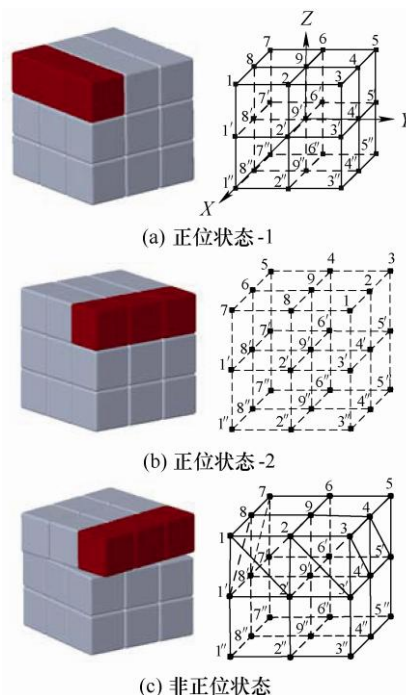 Z
7 6 5
8 9 4
1 2 3
7′ 6′ 5′
8 9′ 4′ Y
1′ 2′ 3′
7″ 6″ 5″
8″ 9″ 4″
1″ 2″ 3″
X
(a) 正位状态-1
5 4 3
6 9 2
7 8 1
7 6′ 5′
8 9′ 4′
1′ 2′ 3′
7″ 6″ 5″
8″ 9″ 4″
1″ 2″ 3″
(b) 正位状态-2
7 6 5
8 9 4
1 2 3
7 6′ 5′
8 9′ 4′
1′ 2′ 3′
7″ 6″ 5″
8″ 9″ 4″
1″ 2″ 3″
(c) 非正位状态